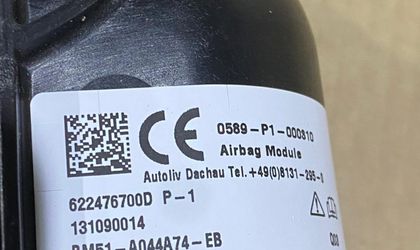 CE 0589-P1-000310
Airbag Module
Autoliv Dachau Tel.+49(0)8131-295-0
622476700D P-1
131090014
BM51-A044A74-EB